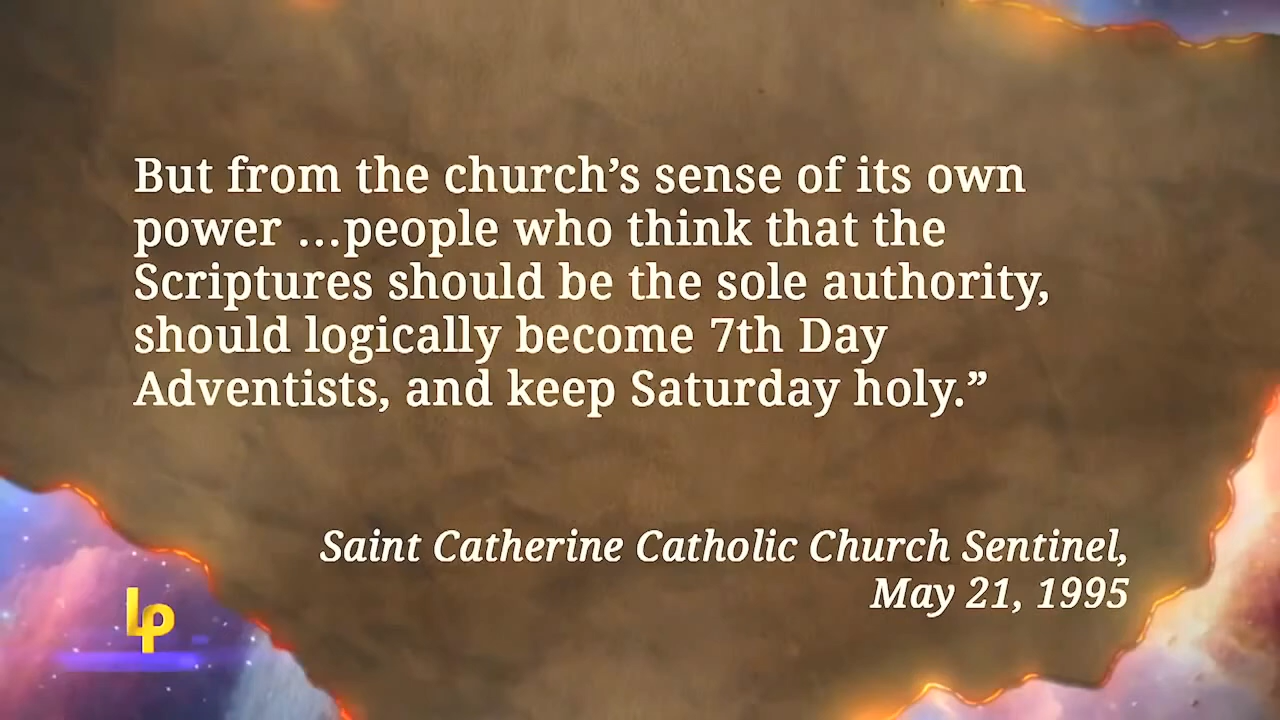 But from the church’s sense of its own
power ...people who think that the
Scriptures should be the sole authority,
should logically become 7th Day
Adventists, and keep Saturday holy.”
Saint Catherine Catholic Church Sentinel,
May 21, 1995
Lp